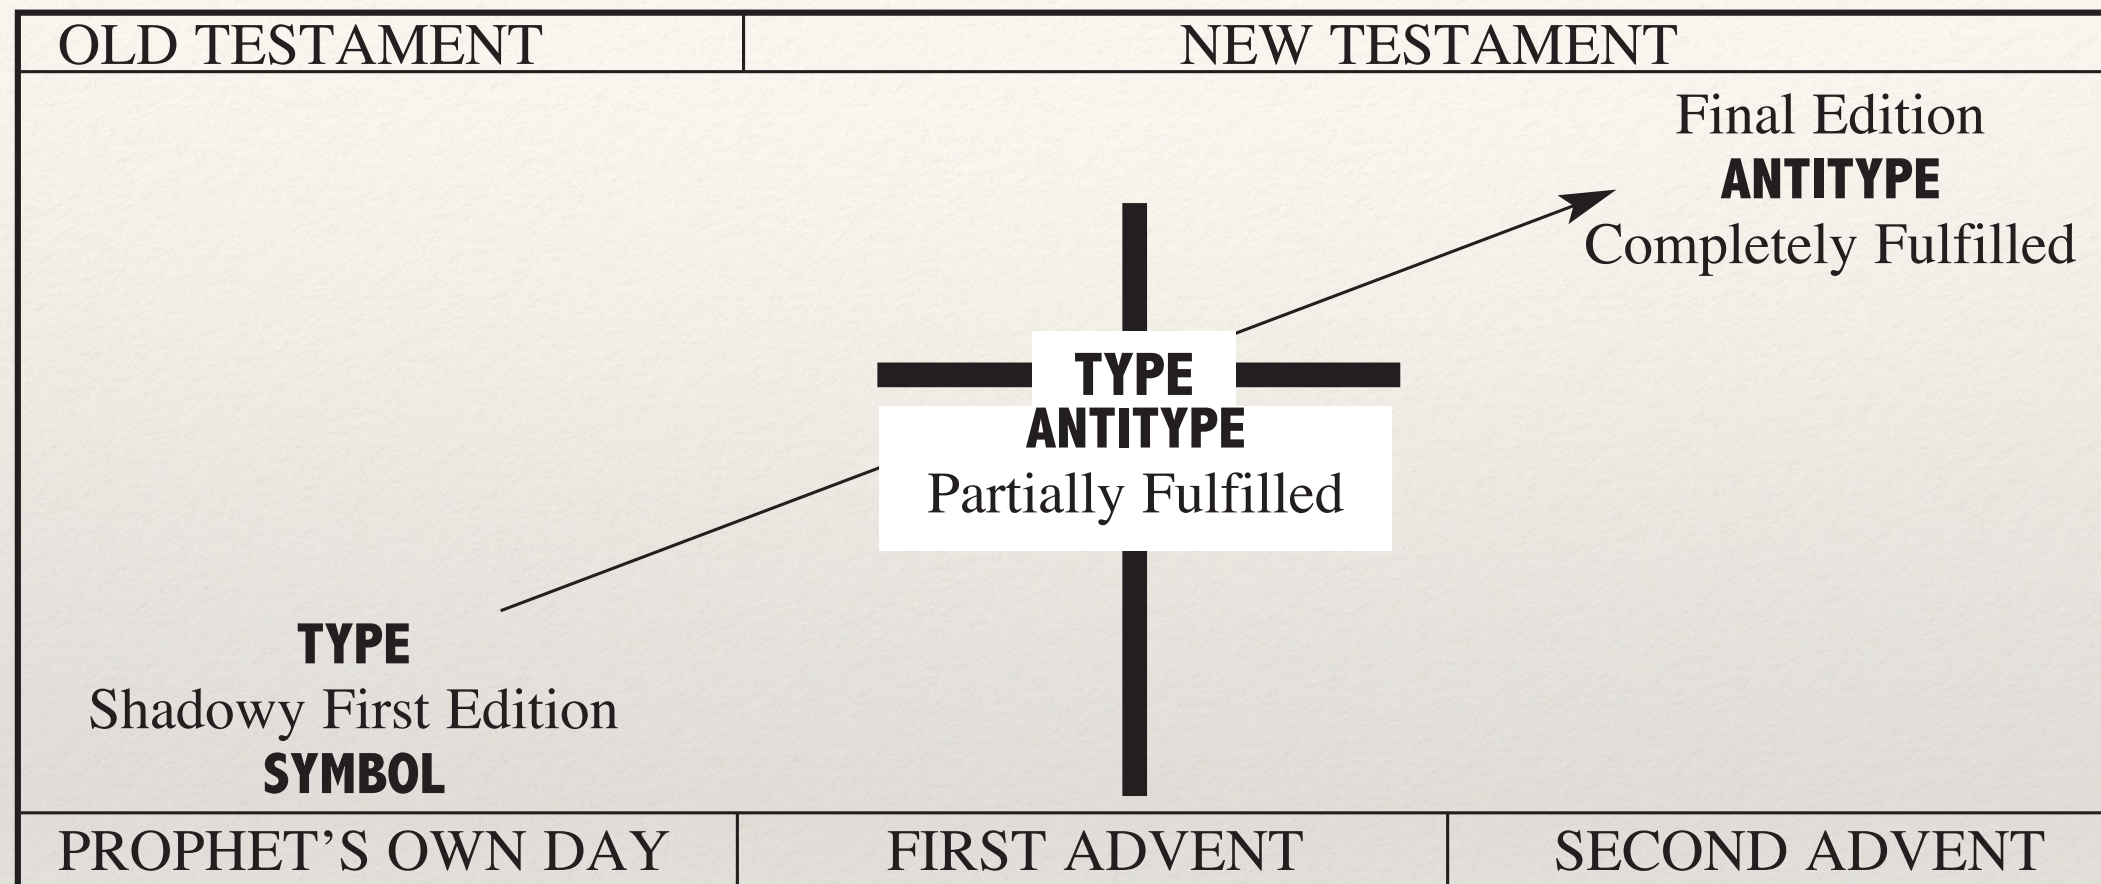 OLD TESTAMENT
NEW TESTAMENT
Final Edition
ANTITYPE
Completely Fulfilled
TYPE
ANTITYPE
Partially Fulfilled
TYPE
Shadowy First Edition
SYMBOL
PROPHET’S OWN DAY
FIRST ADVENT
SECOND ADVENT